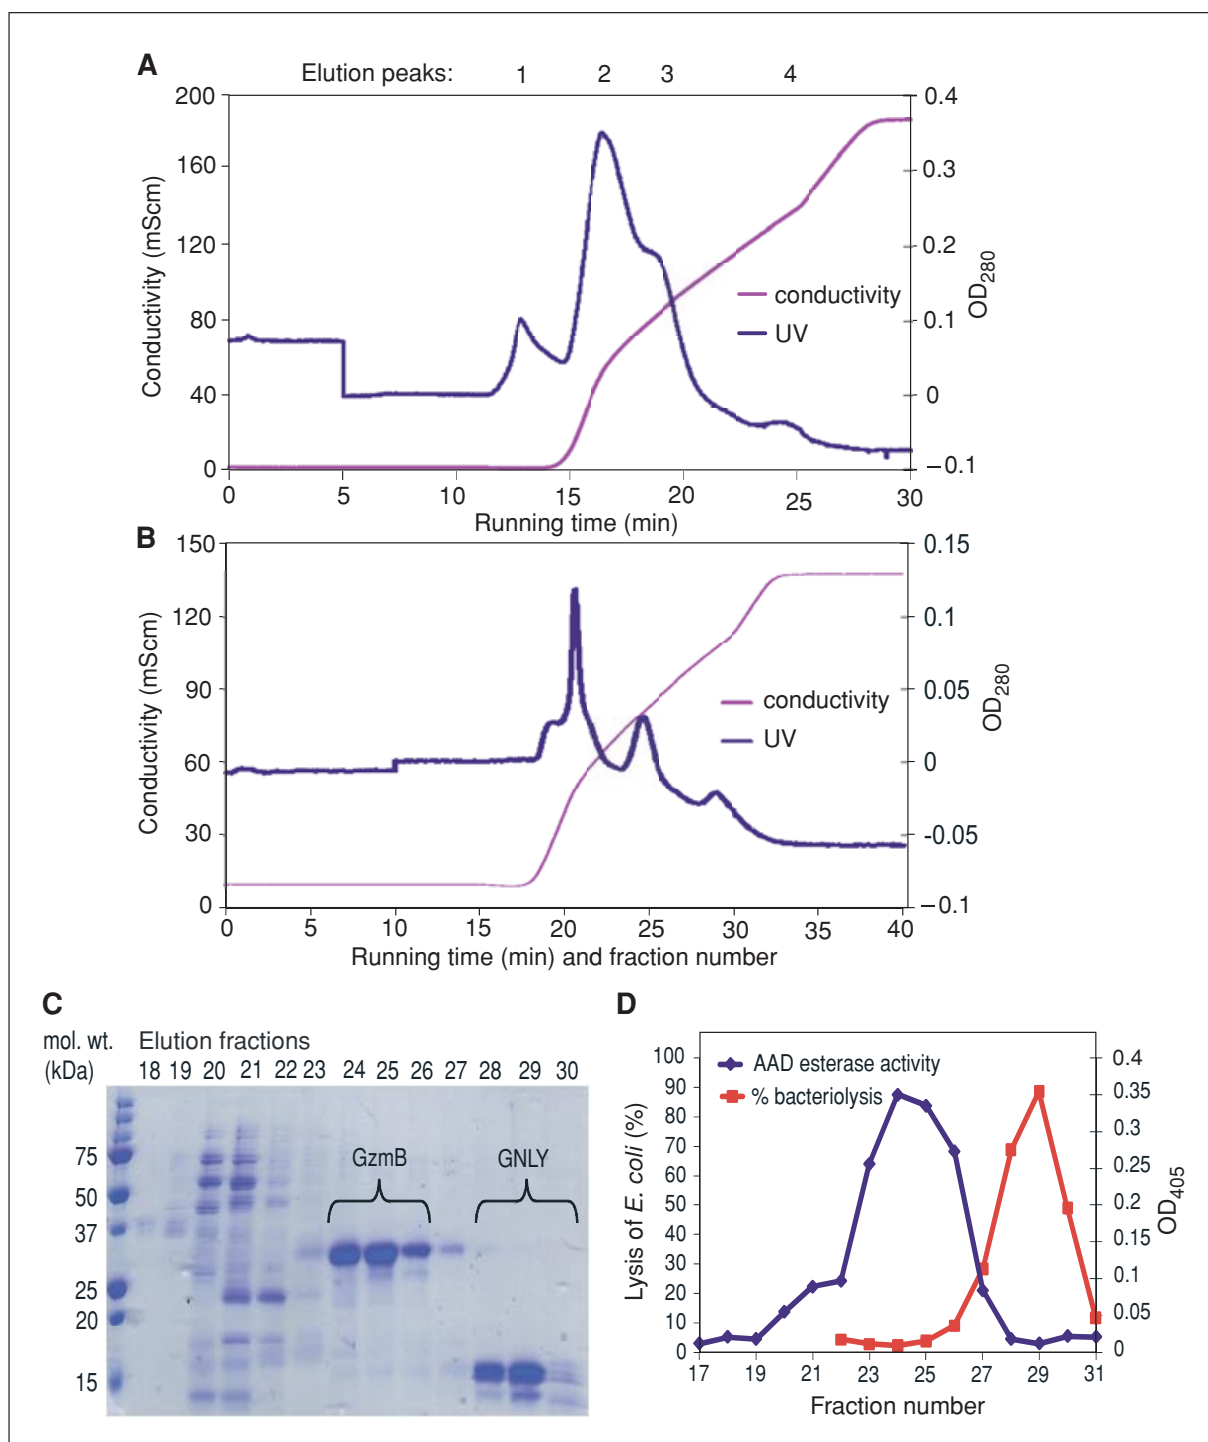 A
Elution peaks: 1 2 3 4
200
160
120
80
40
0
Conductivity (mScm)
0.4
0.3
0.2
0.1
0
−0.1
OD280
conductivity
UV
0 5 10 15 20 25 30
Running time (min)
B
150
120
90
60
30
0
Conductivity (mScm)
0.15
0.1
0.05
0
-0.05
−0.1
OD280
conductivity
UV
0 5 10 15 20 25 30 35 40
Running time (min) and fraction number
C
mol. wt. Elution fractions
(kDa) 18 19 20 21 22 23 24 25 26 27 28 29 30
75
50
37
25
20
15
GzmB GNLY
D
100
90
80
70
60
50
40
30
20
10
0
Lysis of E. coli (%)
AAD esterase activity
% bacteriolysis
0.4
0.35
0.3
0.25
0.2
0.15
0.1
0.05
0
OD405
17 19 21 23 25 27 29 31
Fraction number